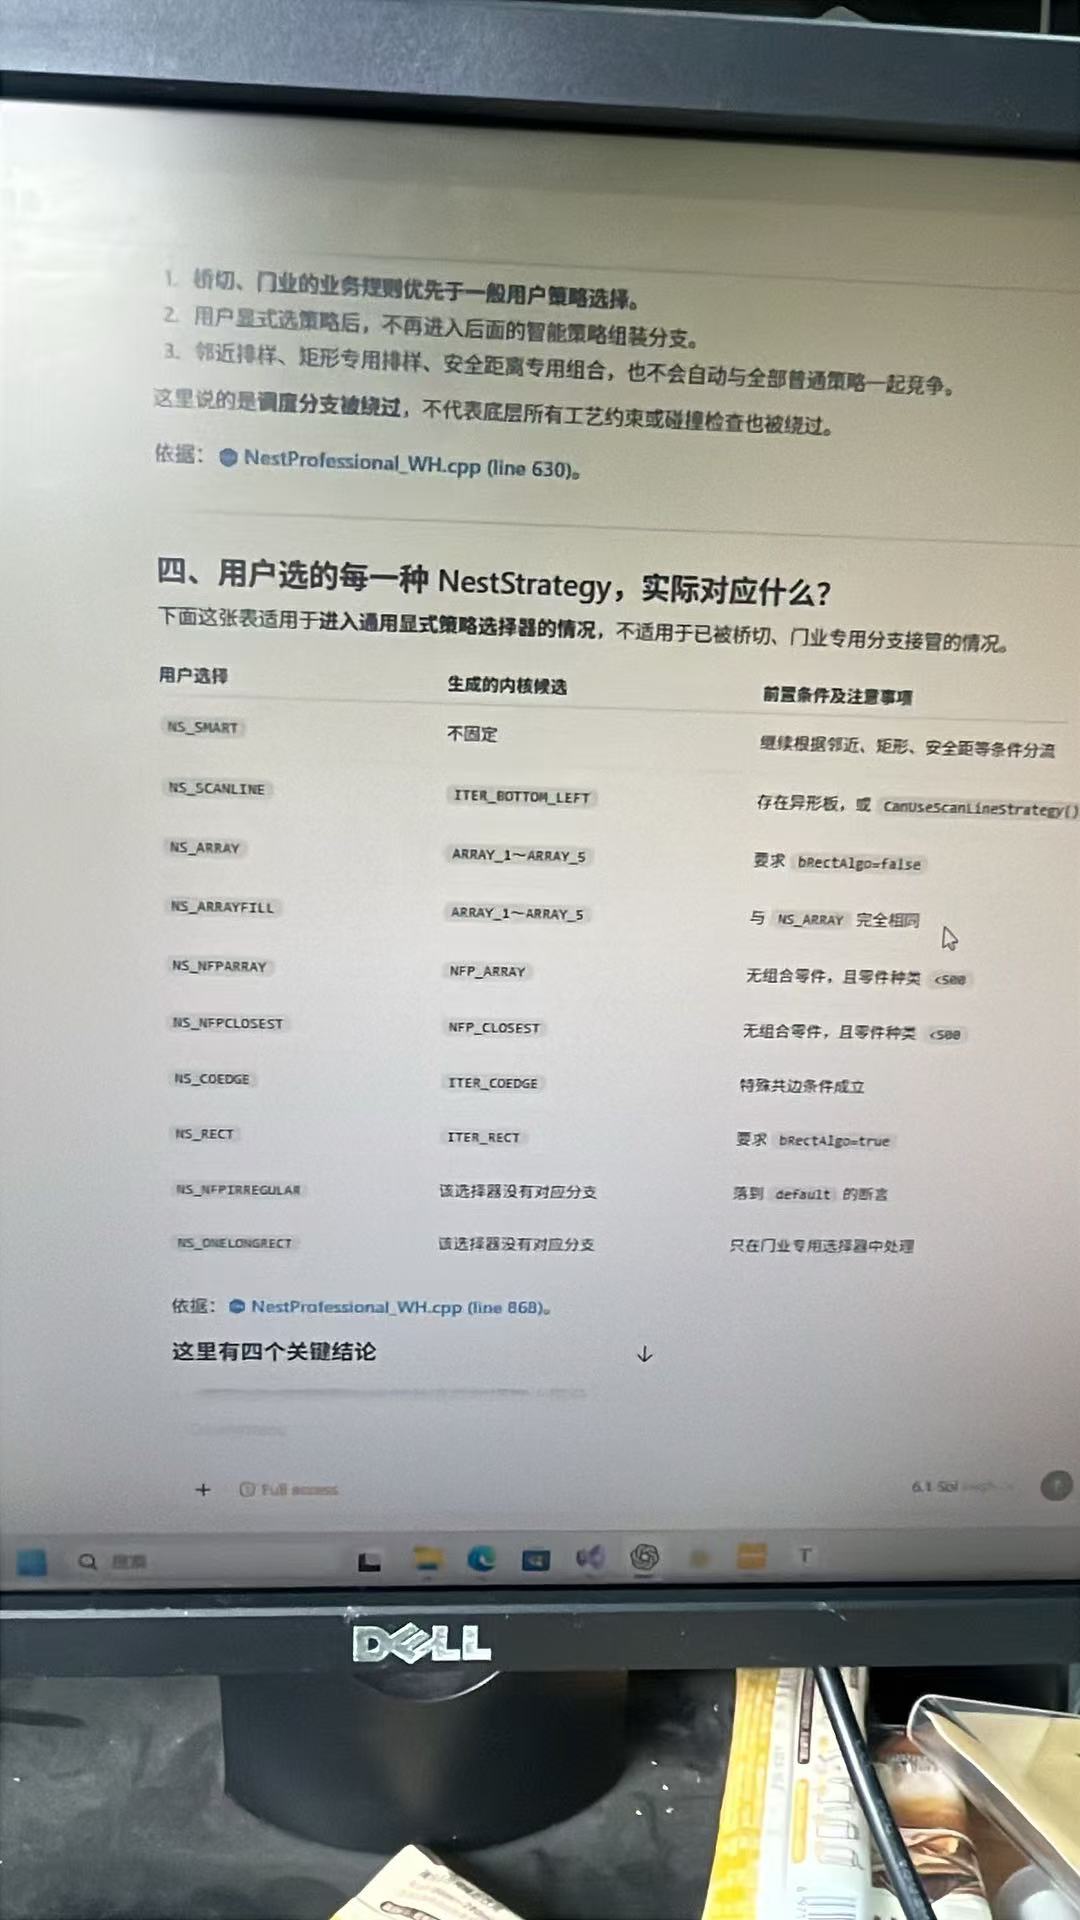 1. 桥切、门业的业务规则优先于一般用户策略选择。
2. 用户显式选策略后，不再进入后面的智能策略组装分支。
3. 邻近排样、矩形专用排样、安全距离专用组合，也不会自动与全部普通策略一起竞争。
这里说的是调度分支被绕过，不代表底层所有工艺约束或碰撞检查也被绕过。
依据： NestProfessional_WH.cpp (line 630)。
四、用户选的每一种 NestStrategy，实际对应什么？
下面这张表适用于进入通用显式策略选择器的情况，不适用于已被桥切、门业专用分支接管的情况。
用户选择 生成的内核候选 前置条件及注意事项
NS_SMART 不固定 继续根据邻近、矩形、安全距等条件分流
NS_SCANLINE ITER_BOTTOM_LEFT 存在异形板，或 CanUseScanLineStrategy()
NS_ARRAY ARRAY_1～ARRAY_5 要求 bRectAlgo=false
NS_ARRAYFILL ARRAY_1～ARRAY_5 与 NS_ARRAY 完全相同
NS_NFPARRAY NFP_ARRAY 无组合零件，且零件种类 <500
NS_NFPCLOSEST NFP_CLOSEST 无组合零件，且零件种类 <500
NS_COEDGE ITER_COEDGE 特殊共边条件成立
NS_RECT ITER_RECT 要求 bRectAlgo=true
NS_NFPIRREGULAR 该选择器没有对应分支 落到 default 的断言
NS_ONELONGRECT 该选择器没有对应分支 只在门业专用选择器中处理
依据： NestProfessional_WH.cpp (line 868)。
这里有四个关键结论
Full access 6.1 Sol
搜索
DELL